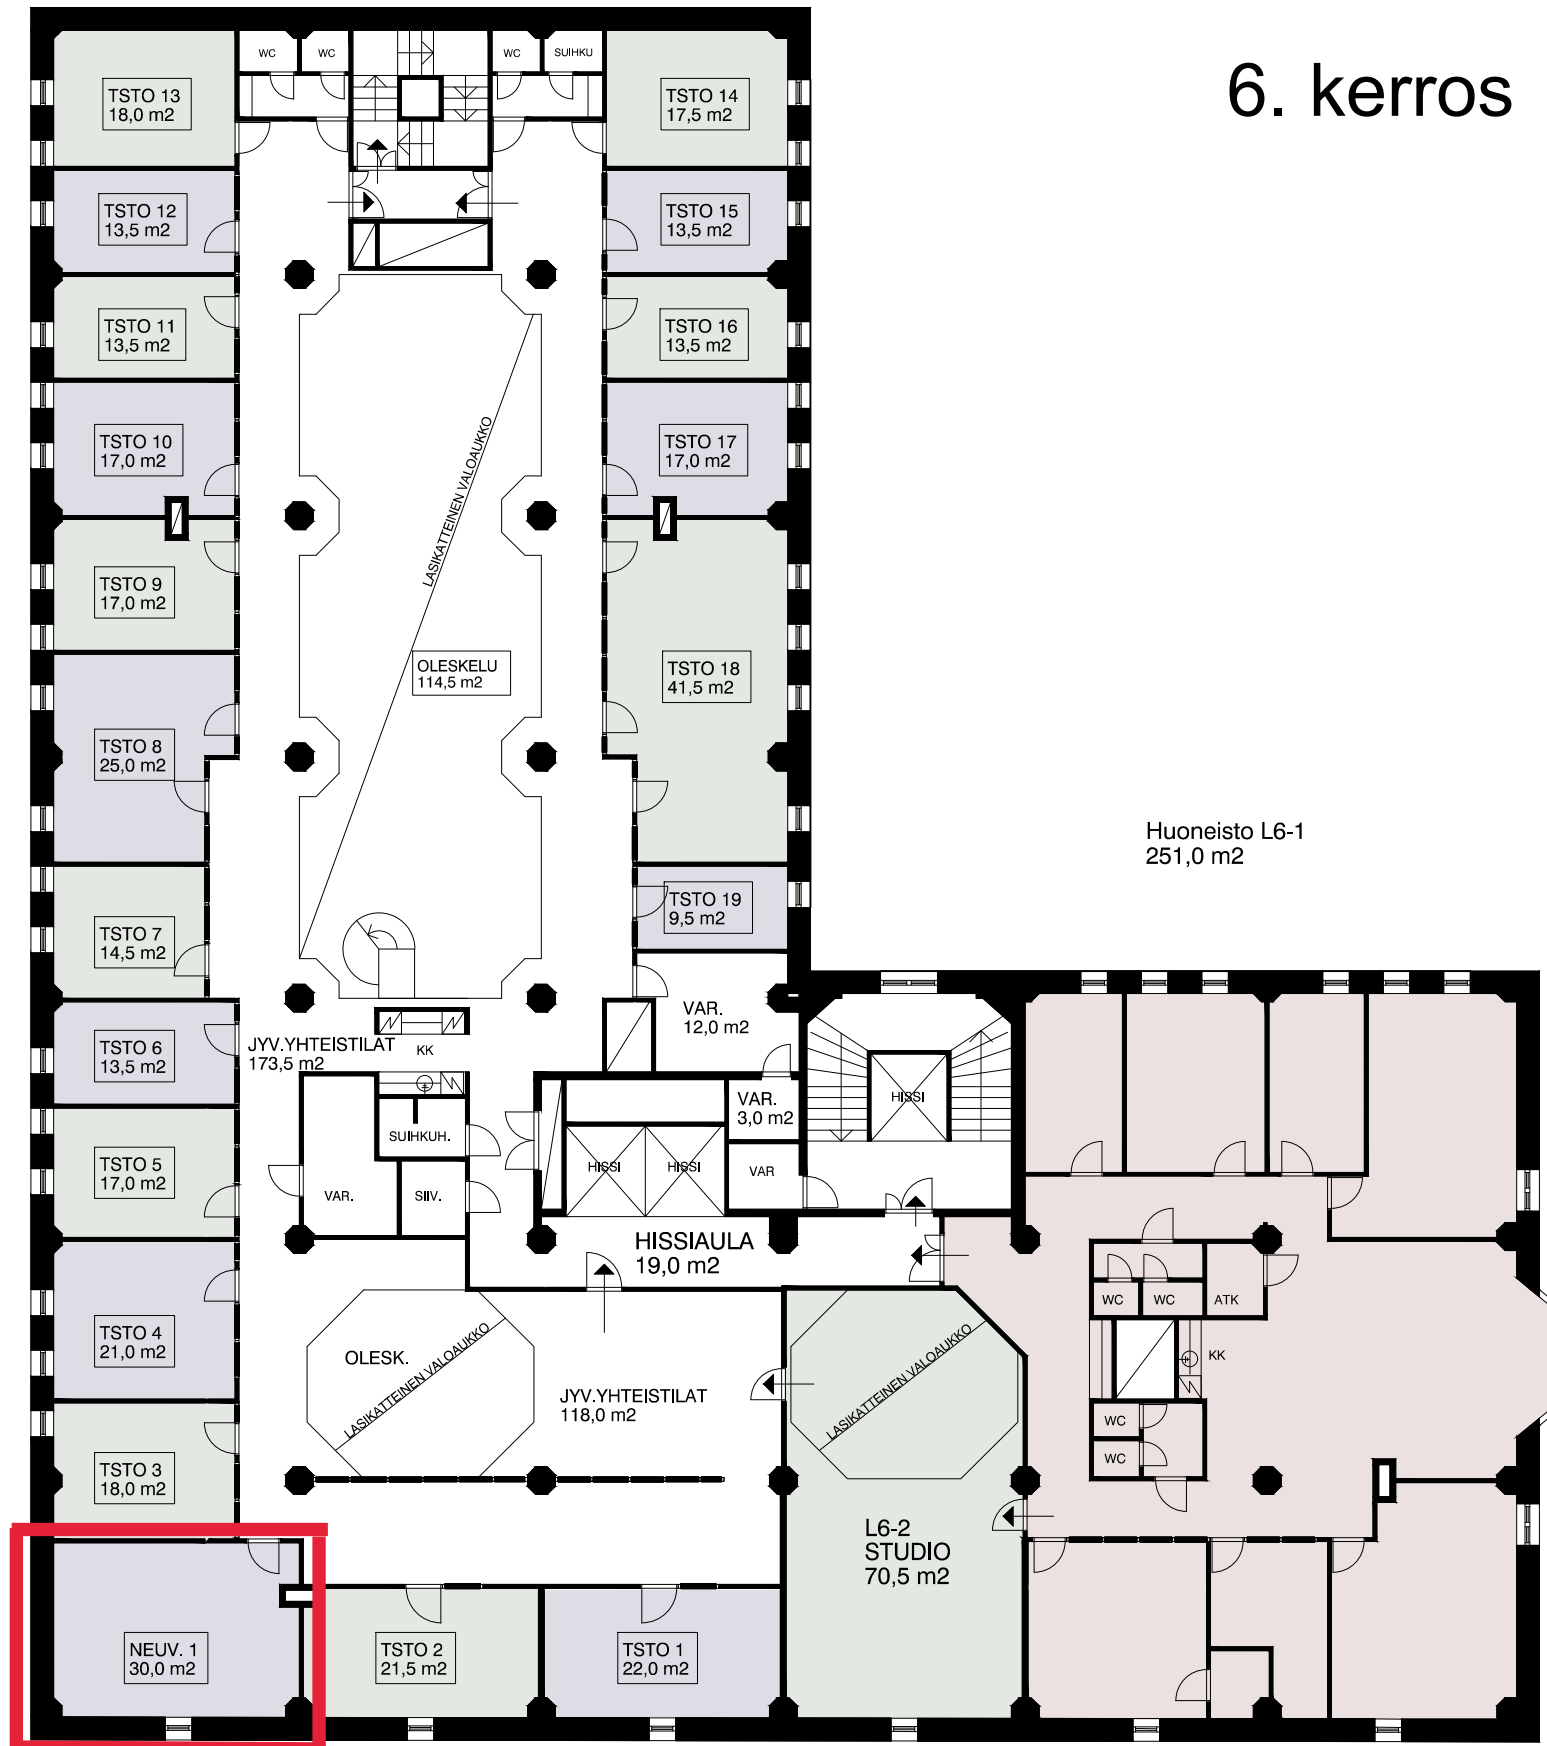 6. kerros
WC
WC
WC
SUIHKU
TSTO 13
18,0 m2
TSTO 14
17,5 m2
TSTO 12
13,5 m2
TSTO 15
13,5 m2
TSTO 11
13,5 m2
TSTO 16
13,5 m2
TSTO 10
17,0 m2
TSTO 17
17,0 m2
LASIKATTEINEN VALOAUKKO
TSTO 9
17,0 m2
OLESKELU
114,5 m2
TSTO 18
41,5 m2
TSTO 8
25,0 m2
Huoneisto L6-1
251,0 m2
TSTO 7
14,5 m2
TSTO 19
9,5 m2
VAR.
12,0 m2
TSTO 6
13,5 m2
JYV.YHTEISTILAT
173,5 m2
KK
VAR.
3,0 m2
HISSI
SUIHKUH.
TSTO 5
17,0 m2
VAR.
SIIV.
HISSI
HISSI
VAR
HISSIAULA
19,0 m2
WC
WC
ATK
TSTO 4
21,0 m2
OLESK.
LASIKATTEINEN VALOAUKKO
JYV.YHTEISTILAT
118,0 m2
LASIKATTEINEN VALOAUKKO
KK
WC
WC
TSTO 3
18,0 m2
L6-2
STUDIO
70,5 m2
NEUV. 1
30,0 m2
TSTO 2
21,5 m2
TSTO 1
22,0 m2